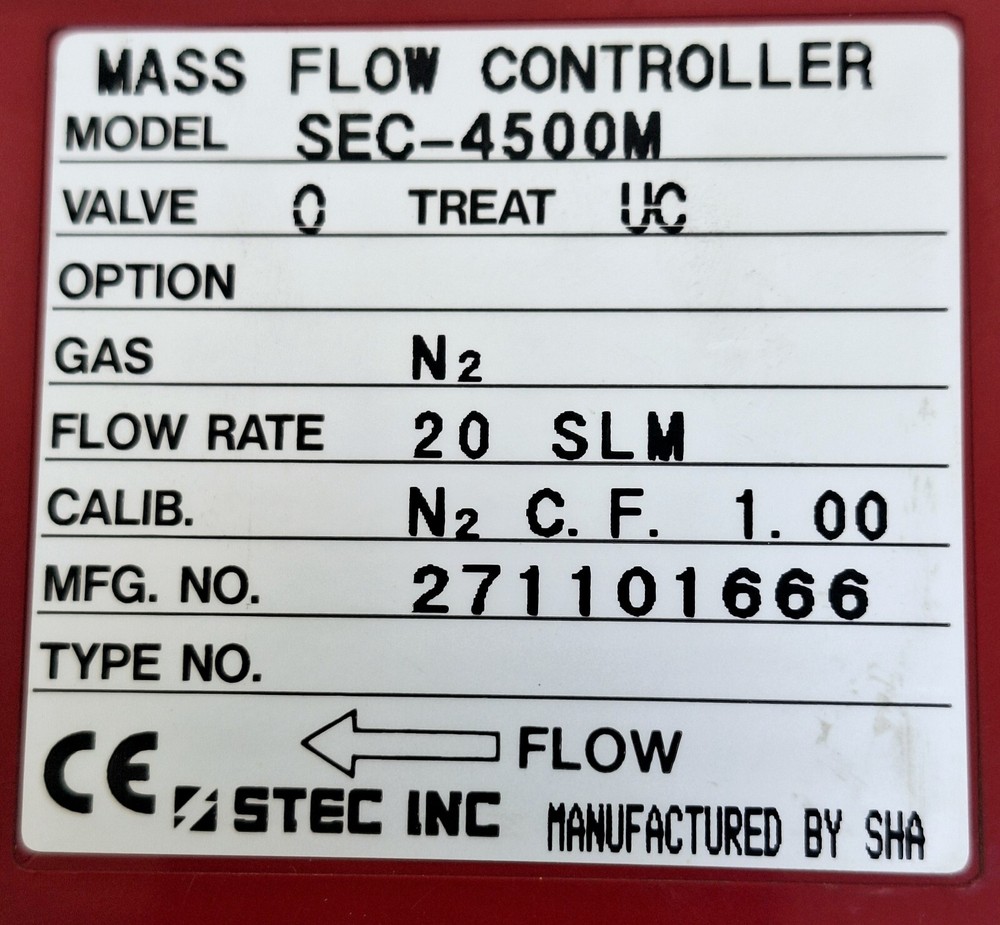 MASS FLOW CONTROLLER
MODEL SEC-4500M
VALVE O TREAT UC
OPTION
GAS N2
FLOW RATE 20 SLM
CALIB. N2 C. F. 1. 00
MFG. NO. 271101666
TYPE NO.
CE FLOW
STEC INC MANUFACTURED BY SHA